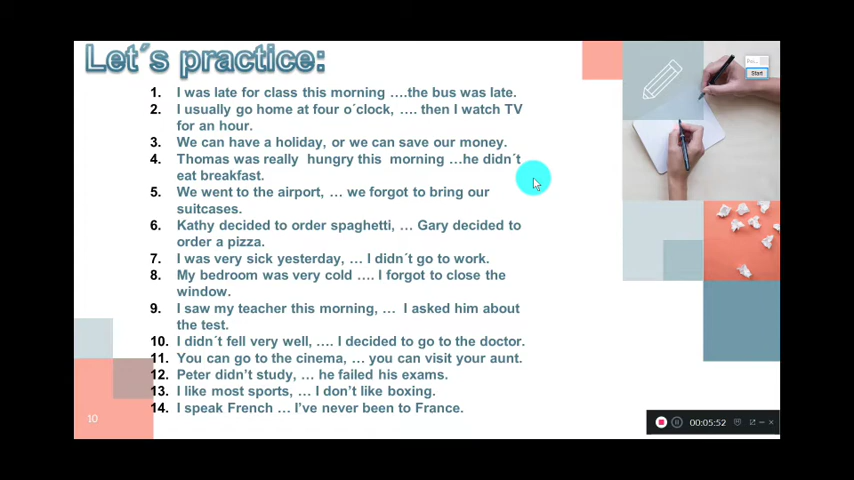 Let´s practice:
1. I was late for class this morning ….the bus was late.
2. I usually go home at four o´clock, …. then I watch TV
for an hour.
3. We can have a holiday, or we can save our money.
4. Thomas was really hungry this morning …he didn´t
eat breakfast.
5. We went to the airport, … we forgot to bring our
suitcases.
6. Kathy decided to order spaghetti, … Gary decided to
order a pizza.
7. I was very sick yesterday, … I didn´t go to work.
8. My bedroom was very cold …. I forgot to close the
window.
9. I saw my teacher this morning, … I asked him about
the test.
10. I didn´t fell very well, …. I decided to go to the doctor.
11. You can go to the cinema, … you can visit your aunt.
12. Peter didn’t study, … he failed his exams.
13. I like most sports, … I don’t like boxing.
14. I speak French … I’ve never been to France.
10
Start
00:05:52